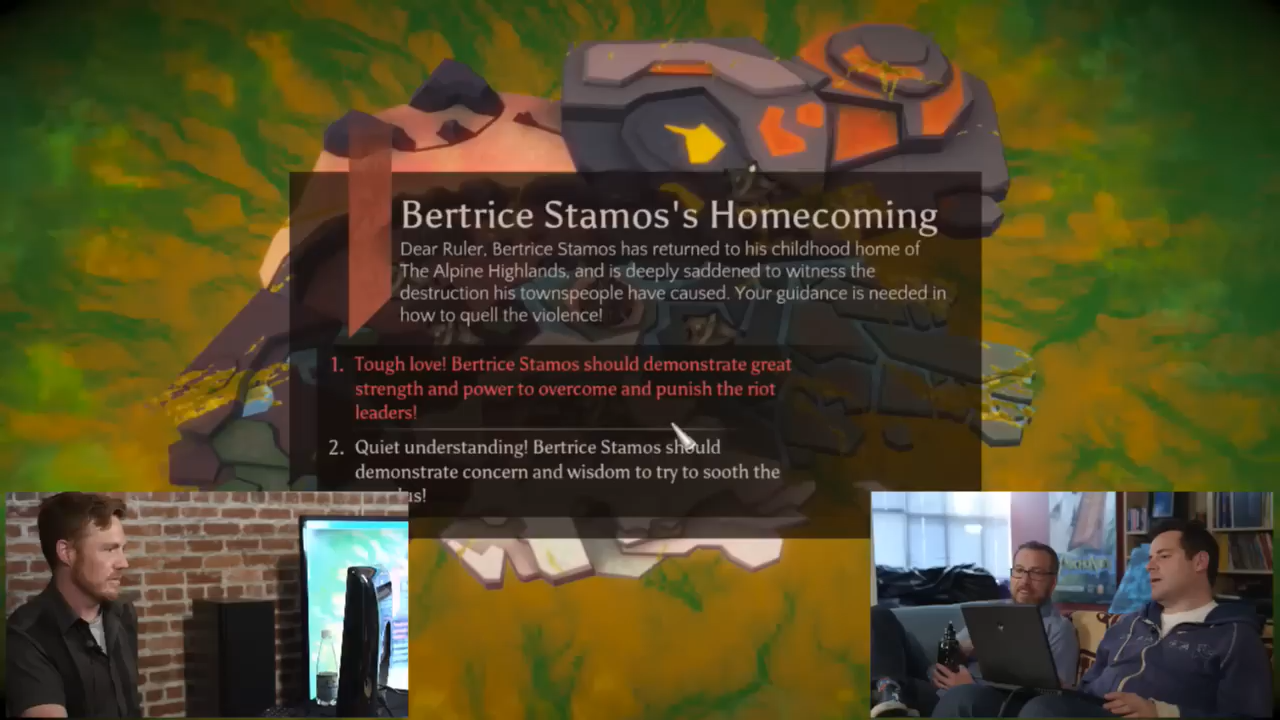 Bertrice Stamos's Homecoming
Dear Ruler, Bertrice Stamos has returned to his childhood home of
The Alpine Highlands, and is deeply saddened to witness the
destruction his townspeople have caused. Your guidance is needed in
how to quell the violence!
1. Tough love! Bertrice Stamos should demonstrate great
strength and power to overcome and punish the riot
leaders!
2. Quiet understanding! Bertrice Stamos should
demonstrate concern and wisdom to try to sooth the